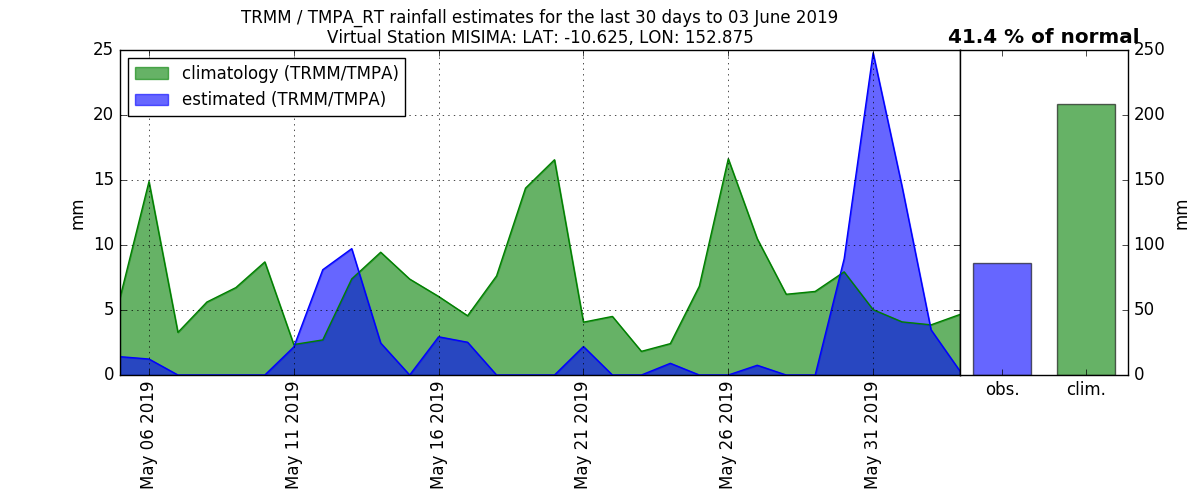 TRMM / TMPA_RT rainfall estimates for the last 30 days to 03 June 2019
Virtual Station MISIMA: LAT: -10.625, LON: 152.875
41.4 % of normal
climatology (TRMM/TMPA)
estimated (TRMM/TMPA)
25
20
15
10
5
0
mm
May 06 2019
May 11 2019
May 16 2019
May 21 2019
May 26 2019
May 31 2019
obs.
clim.
250
200
150
100
50
0
mm